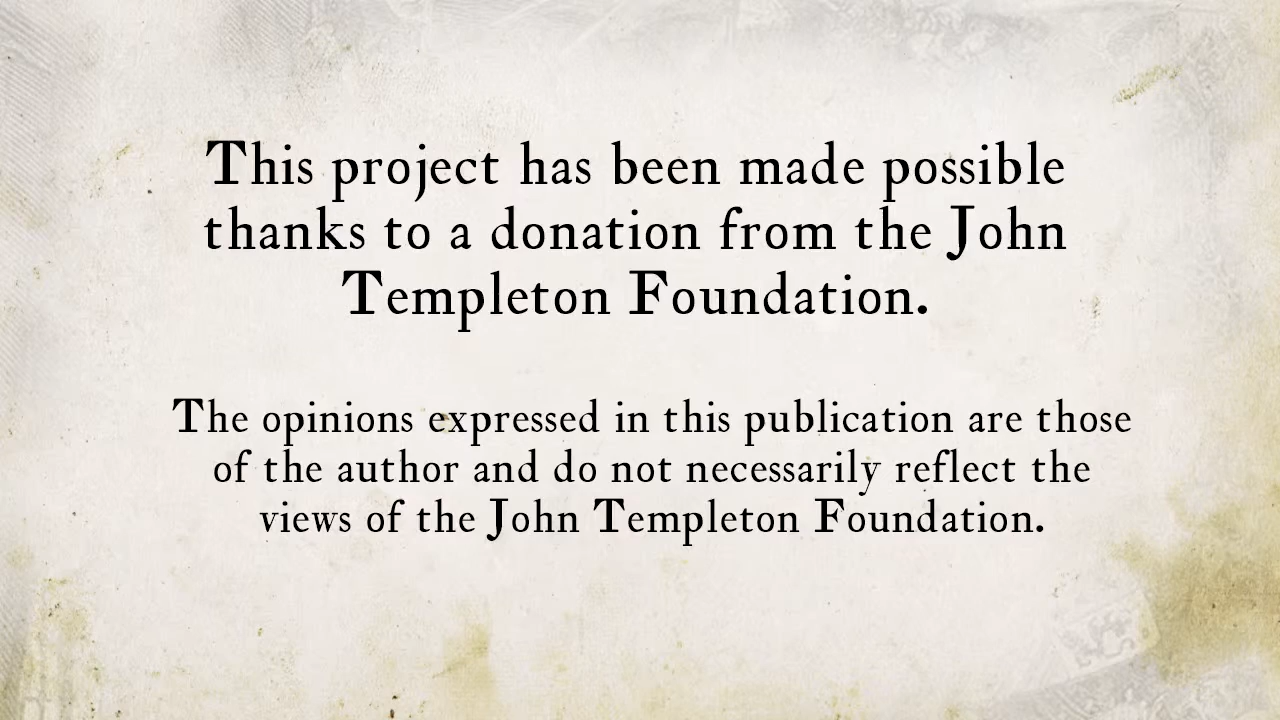 This project has been made possible
thanks to a donation from the John
Templeton Foundation.
The opinions expressed in this publication are those
of the author and do not necessarily reflect the
views of the John Templeton Foundation.